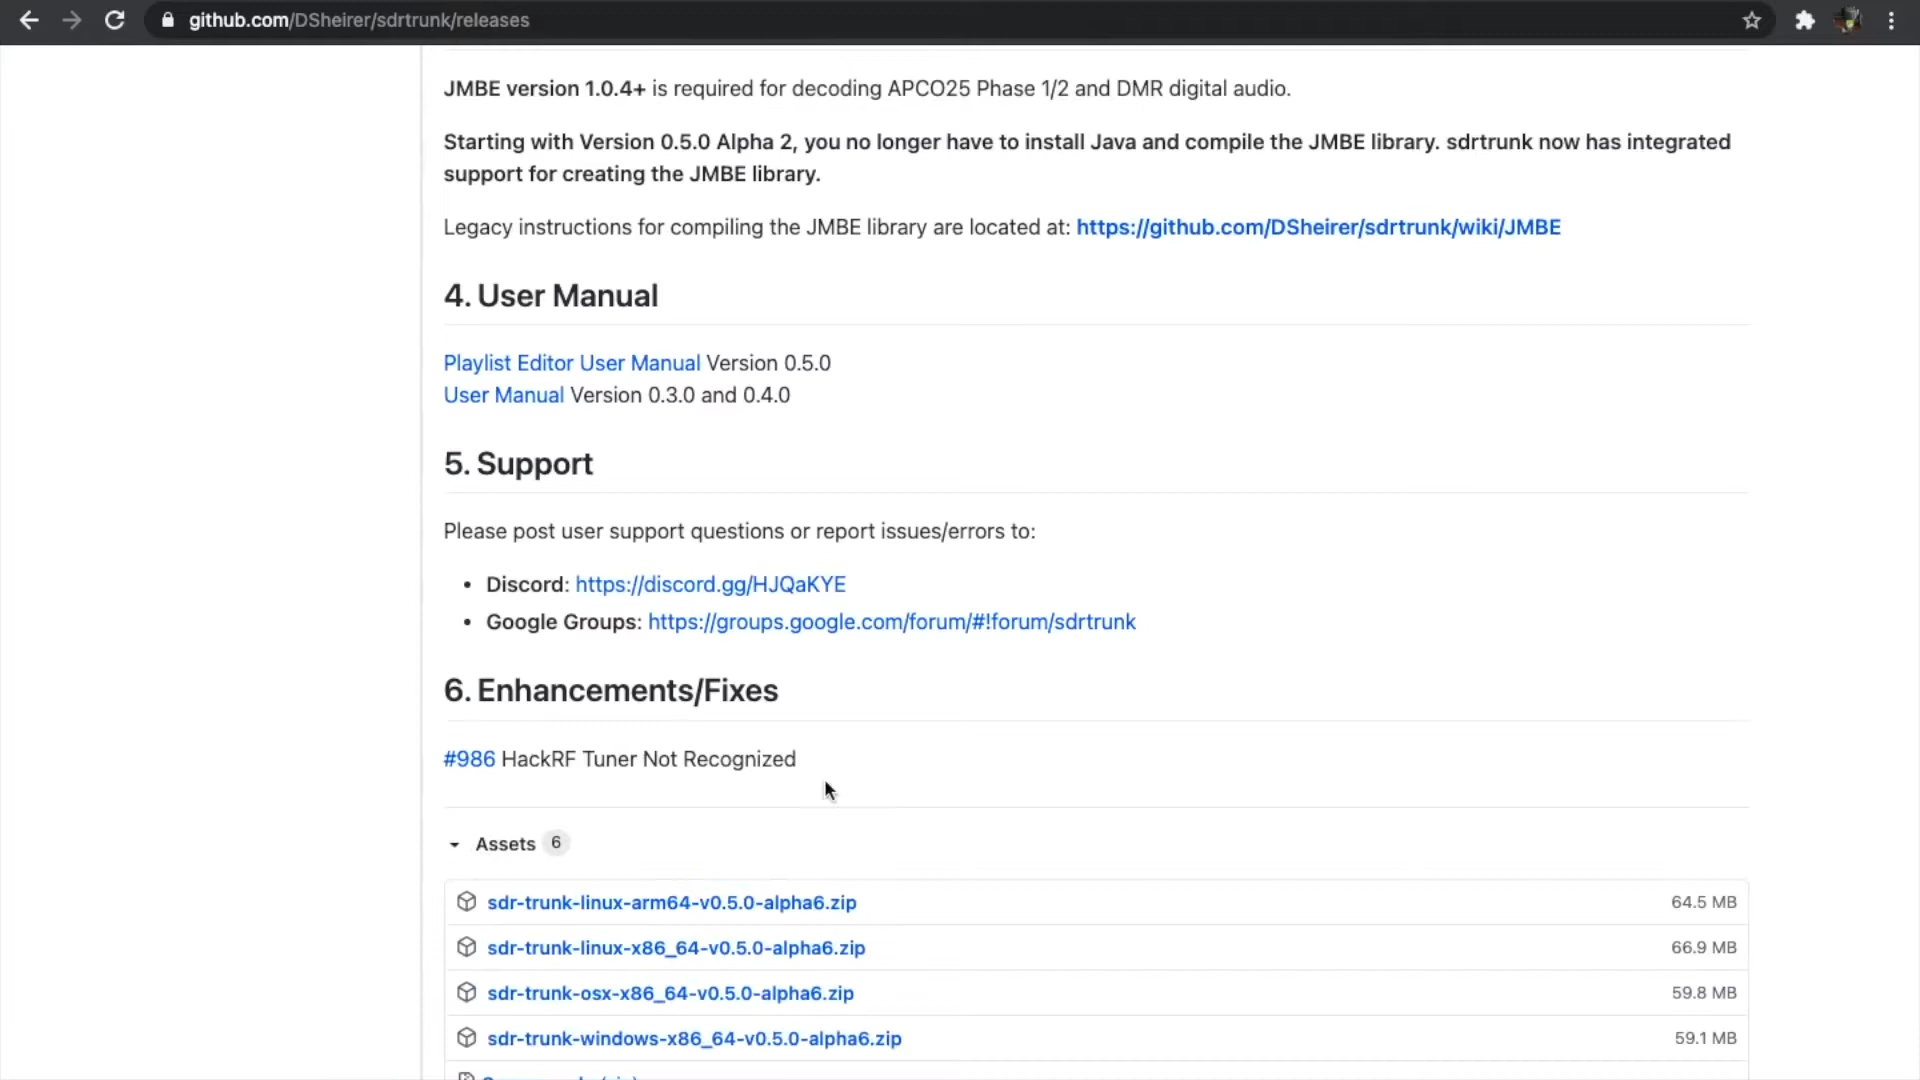 github.com/DSheirer/sdrtrunk/releases
JMBE version 1.0.4+ is required for decoding APCO25 Phase 1/2 and DMR digital audio.
Starting with Version 0.5.0 Alpha 2, you no longer have to install Java and compile the JMBE library. sdrtrunk now has integrated
support for creating the JMBE library.
Legacy instructions for compiling the JMBE library are located at: https://github.com/DSheirer/sdrtrunk/wiki/JMBE
4. User Manual
Playlist Editor User Manual Version 0.5.0
User Manual Version 0.3.0 and 0.4.0
5. Support
Please post user support questions or report issues/errors to:
• Discord: https://discord.gg/HJQaKYE
• Google Groups: https://groups.google.com/forum/#!forum/sdrtrunk
6. Enhancements/Fixes
#986 HackRF Tuner Not Recognized
Assets 6
sdr-trunk-linux-arm64-v0.5.0-alpha6.zip 64.5 MB
sdr-trunk-linux-x86_64-v0.5.0-alpha6.zip 66.9 MB
sdr-trunk-osx-x86_64-v0.5.0-alpha6.zip 59.8 MB
sdr-trunk-windows-x86_64-v0.5.0-alpha6.zip 59.1 MB